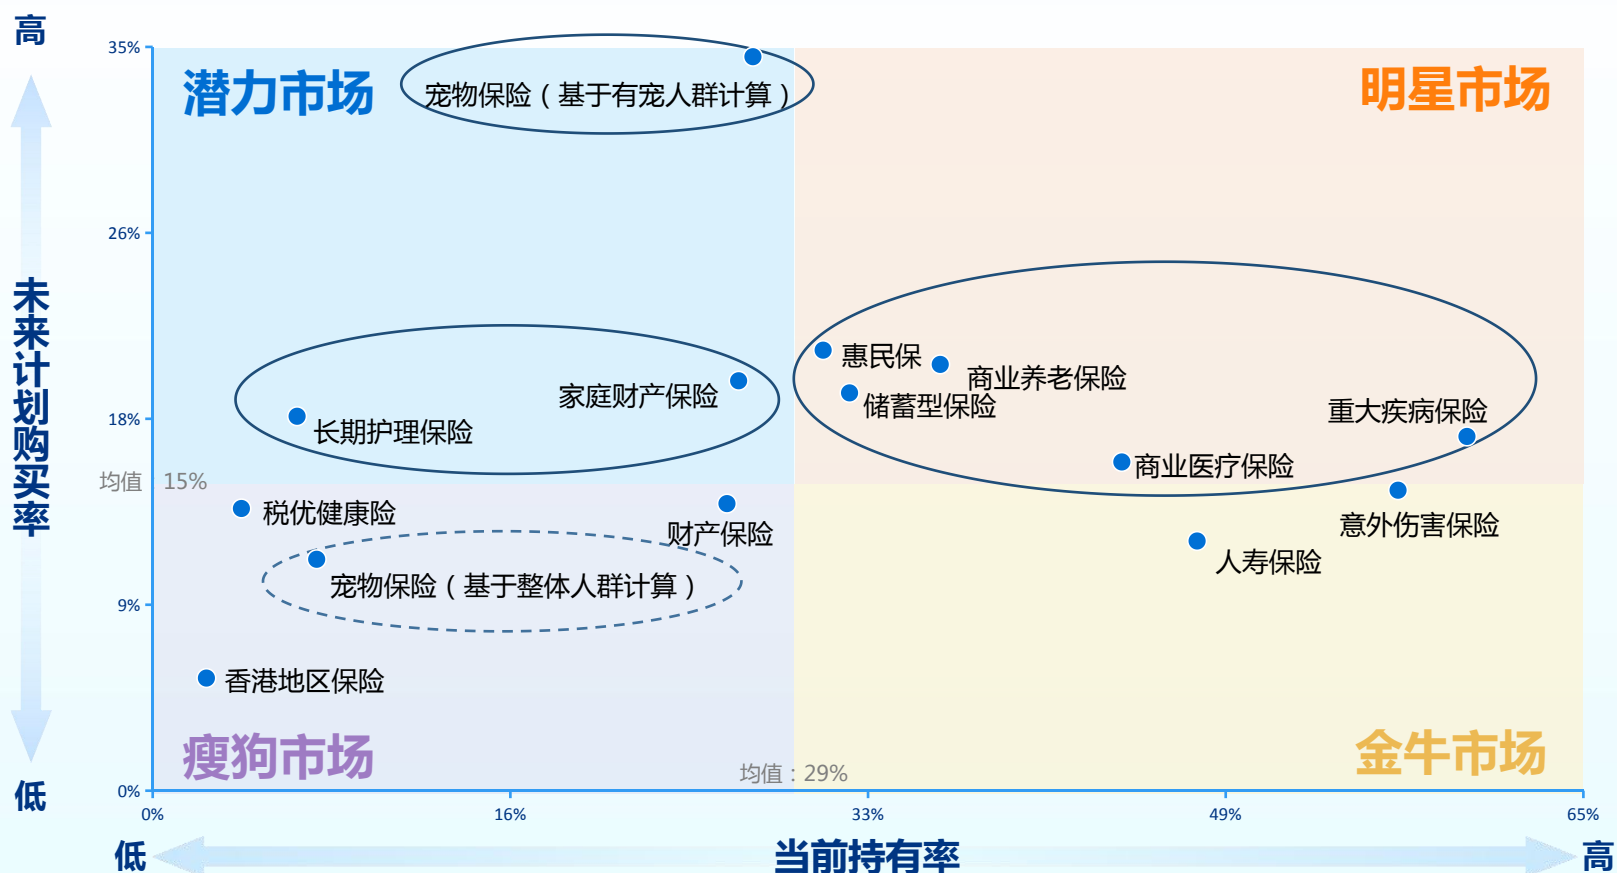 高
35%
潜力市场
明星市场
宠物保险（基于有宠人群计算）
26%
未来计划购买率
惠民保
商业养老保险
家庭财产保险
储蓄型保险
重大疾病保险
18%
长期护理保险
商业医疗保险
均值
15%
税优健康险
财产保险
意外伤害保险
人寿保险
宠物保险（基于整体人群计算）
9%
香港地区保险
瘦狗市场
金牛市场
均值：29%
低
0%
0%
16%
33%
49%
65%
低
当前持有率
高